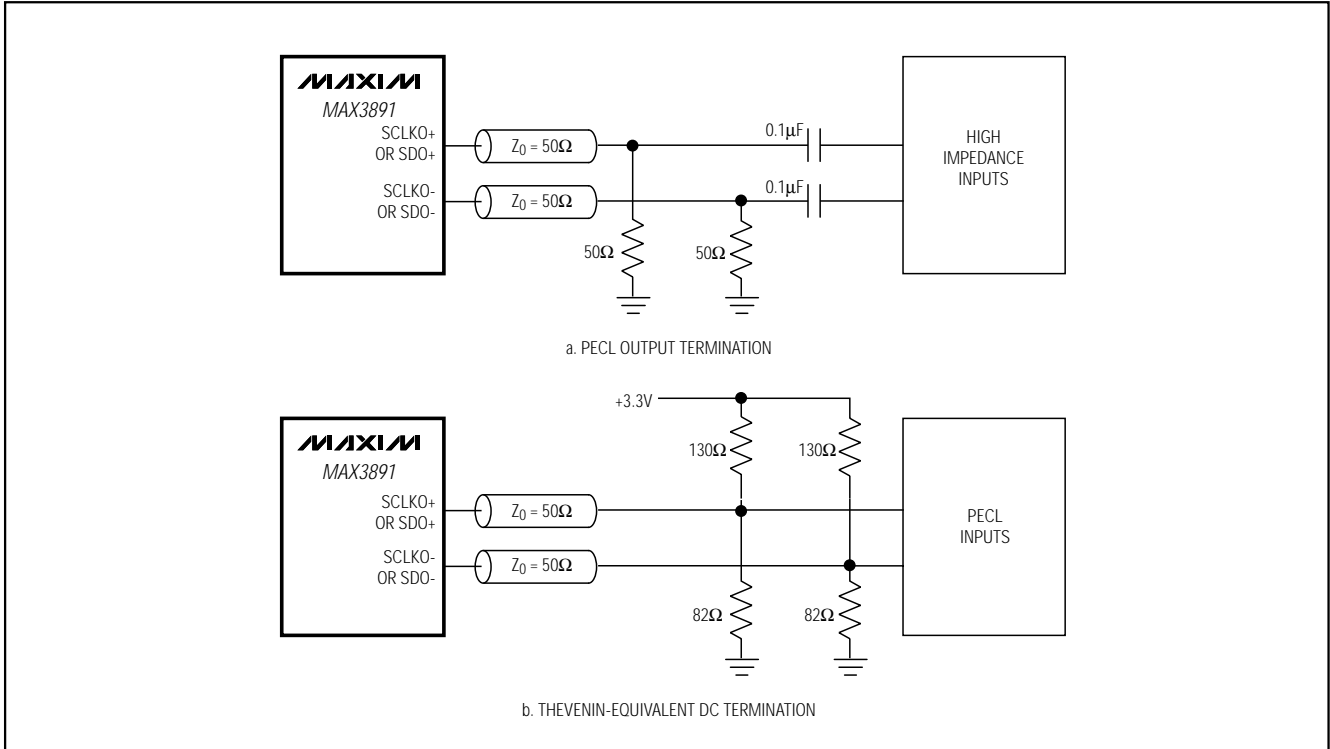 MAXIM
MAX3891
SCLKO+
OR SDO+
SCLKO-
OR SDO-
Z0 = 50Ω
Z0 = 50Ω
0.1μF
0.1μF
50Ω
50Ω
HIGH
IMPEDANCE
INPUTS
a. PECL OUTPUT TERMINATION
+3.3V
MAXIM
MAX3891
SCLKO+
OR SDO+
SCLKO-
OR SDO-
Z0 = 50Ω
Z0 = 50Ω
130Ω
130Ω
82Ω
82Ω
PECL
INPUTS
b. THEVENIN-EQUIVALENT DC TERMINATION